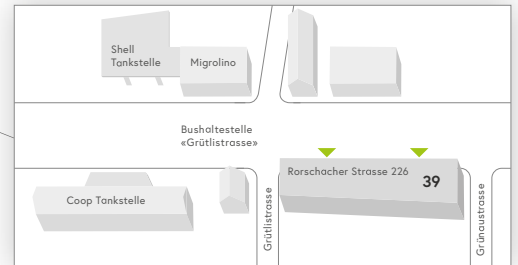 Shell
Tankstelle
Migrolino
Bushaltestelle
«Grütlistrasse»
Rorschacher Strasse 226
39
Coop Tankstelle
Grütlistrasse
Grünaustrasse